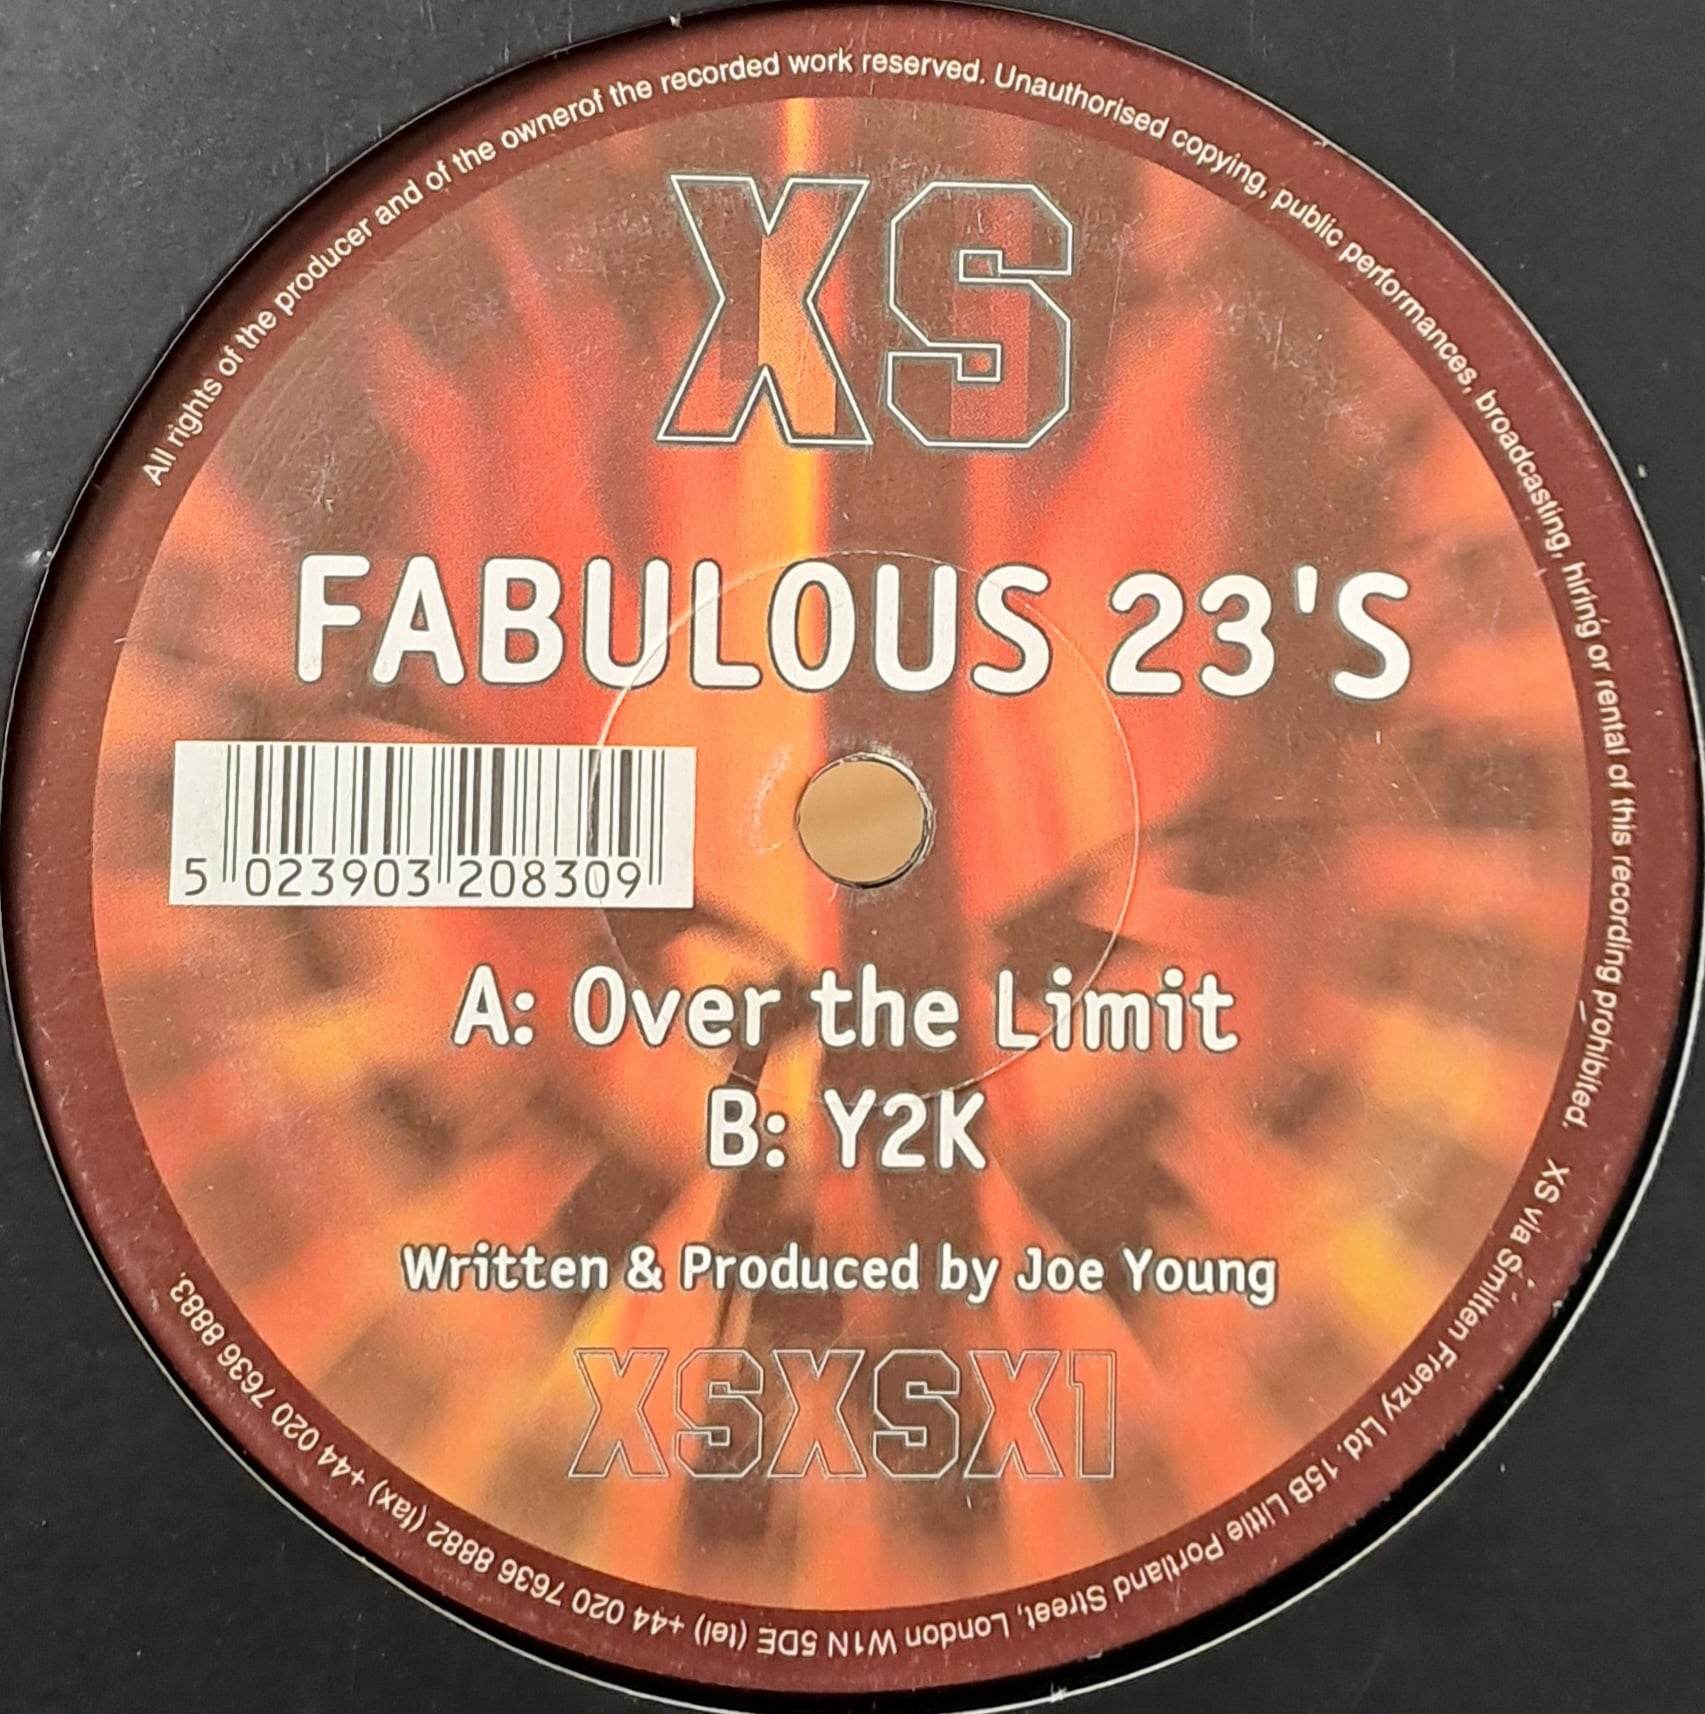 All rights of the producer and of the ownerof the recorded work reserved. Unauthorised copying, public performances, broadcasting, hiring or rental of this recording prohibited.
XS
FABULOUS 23'S
5 023903 208309
A: Over the Limit
B: Y2K
Written & Produced by Joe Young
XSXSX1
XS via Smitten Frenzy Ltd. 15B Little Portland Street, London W1N 5DE (tel) +44 020 7636 8882 (fax) +44 020 7636 8883.